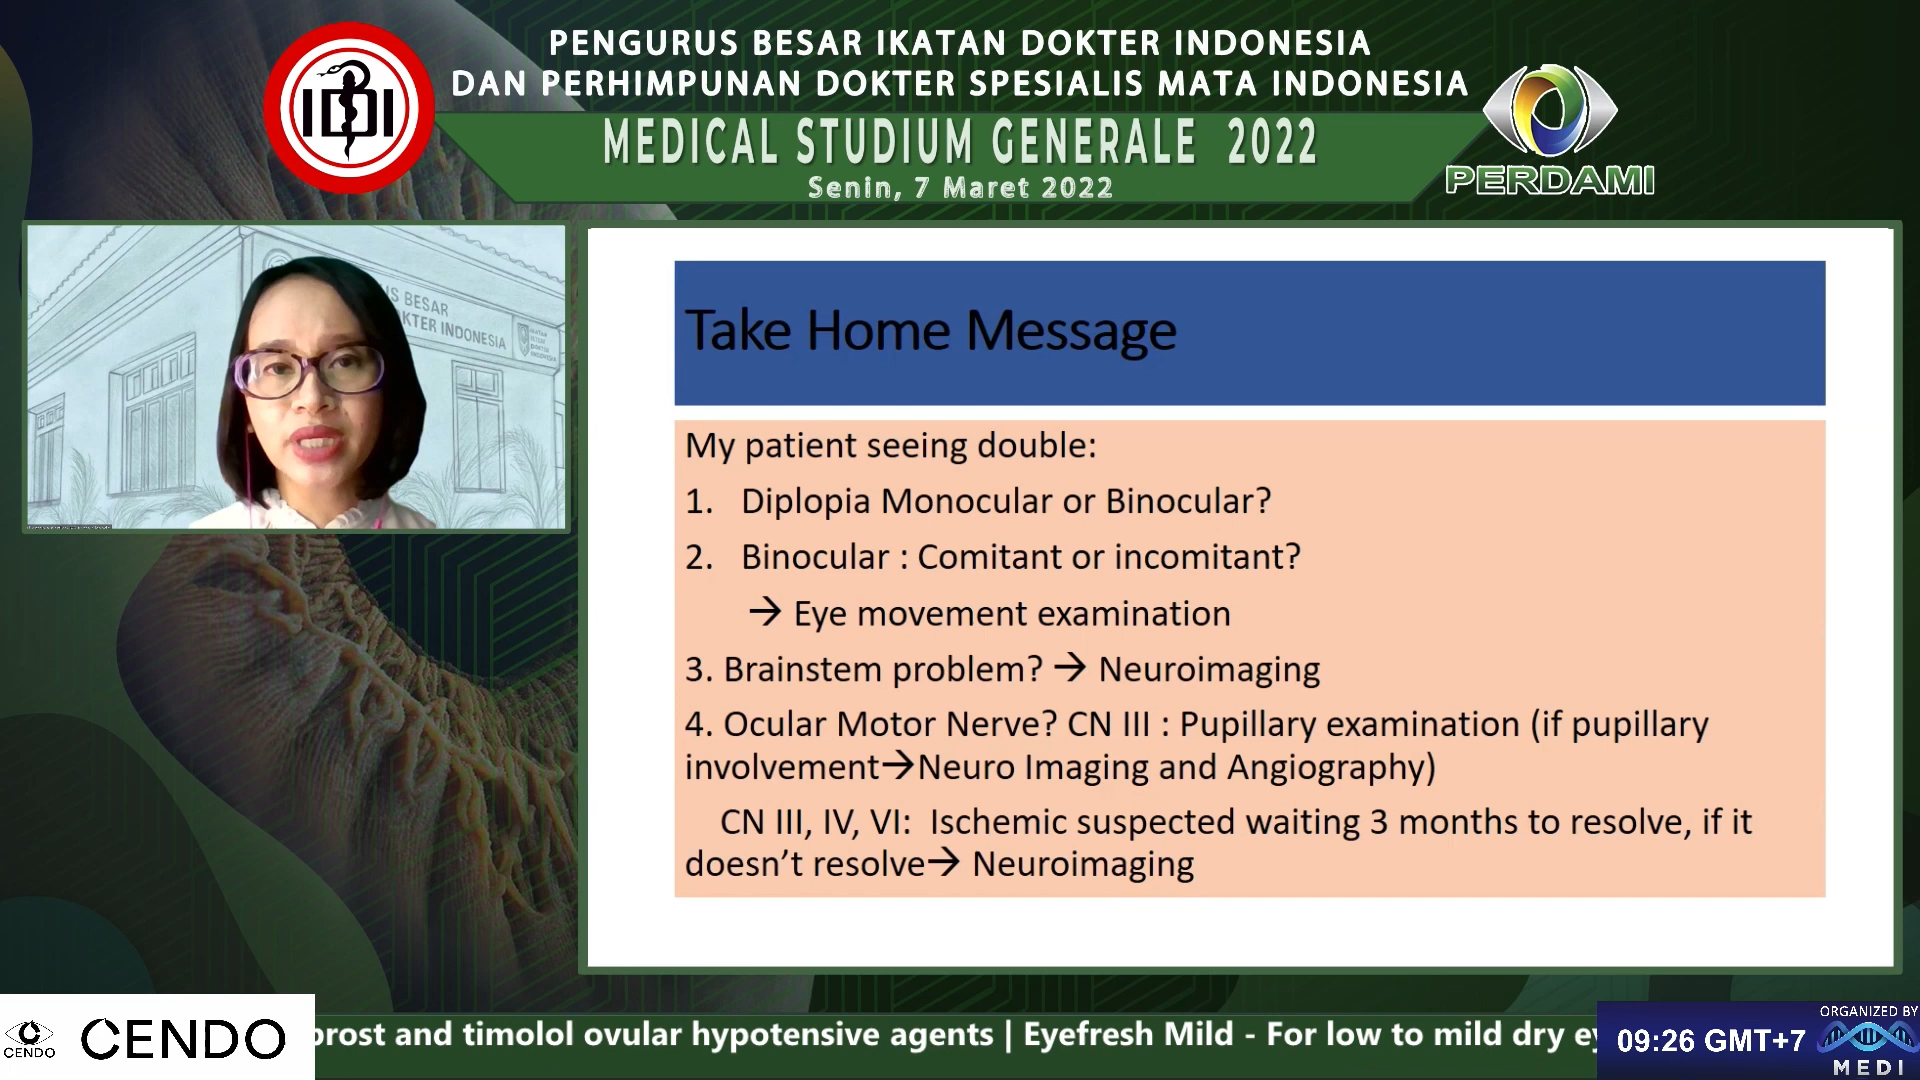 PENGURUS BESAR IKATAN DOKTER INDONESIA
DAN PERHIMPUNAN DOKTER SPESIALIS MATA INDONESIA
MEDICAL STUDIUM GENERALE 2022
Senin, 7 Maret 2022
IDI
PERDAMI
US BESAR
KTER INDONESIA
Take Home Message
My patient seeing double:
1. Diplopia Monocular or Binocular?
2. Binocular : Comitant or incomitant?
→ Eye movement examination
3. Brainstem problem? → Neuroimaging
4. Ocular Motor Nerve? CN III : Pupillary examination (if pupillary
involvement→Neuro Imaging and Angiography)
CN III, IV, VI: Ischemic suspected waiting 3 months to resolve, if it
doesn’t resolve→ Neuroimaging
CENDO
CENDO
prost and timolol ovular hypotensive agents | Eyefresh Mild - For low to mild dry ey
09:26 GMT+7
ORGANIZED BY
MEDI